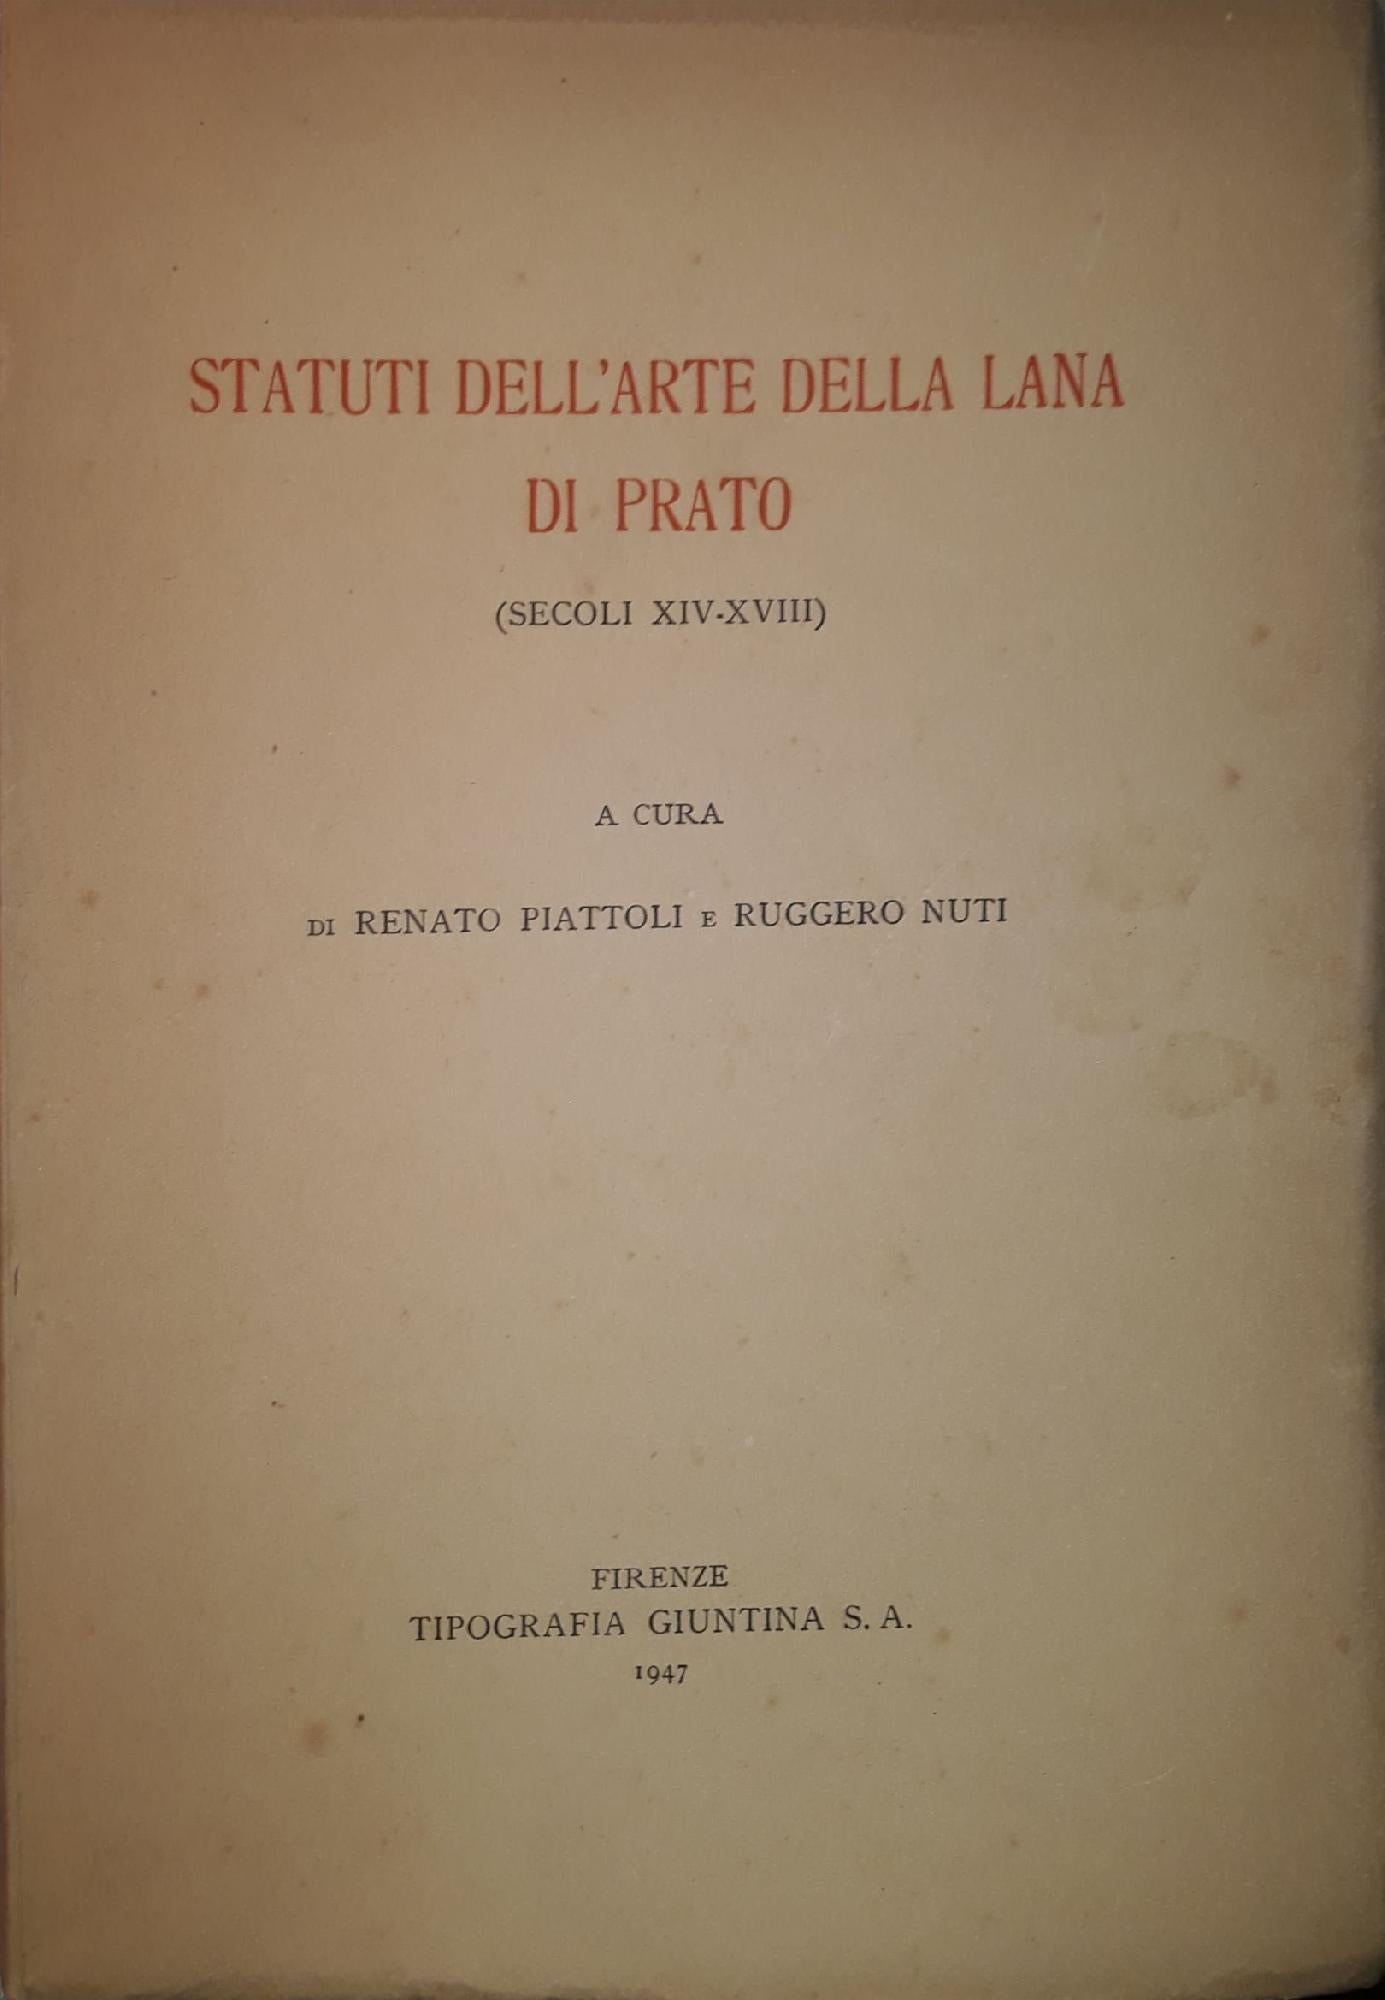 STATUTI DELL'ARTE DELLA LANA
DI PRATO
(SECOLI XIV-XVIII)
A CURA
DI RENATO PIATTOLI E RUGGERO NUTI
FIRENZE
TIPOGRAFIA GIUNTINA S. A.
1947